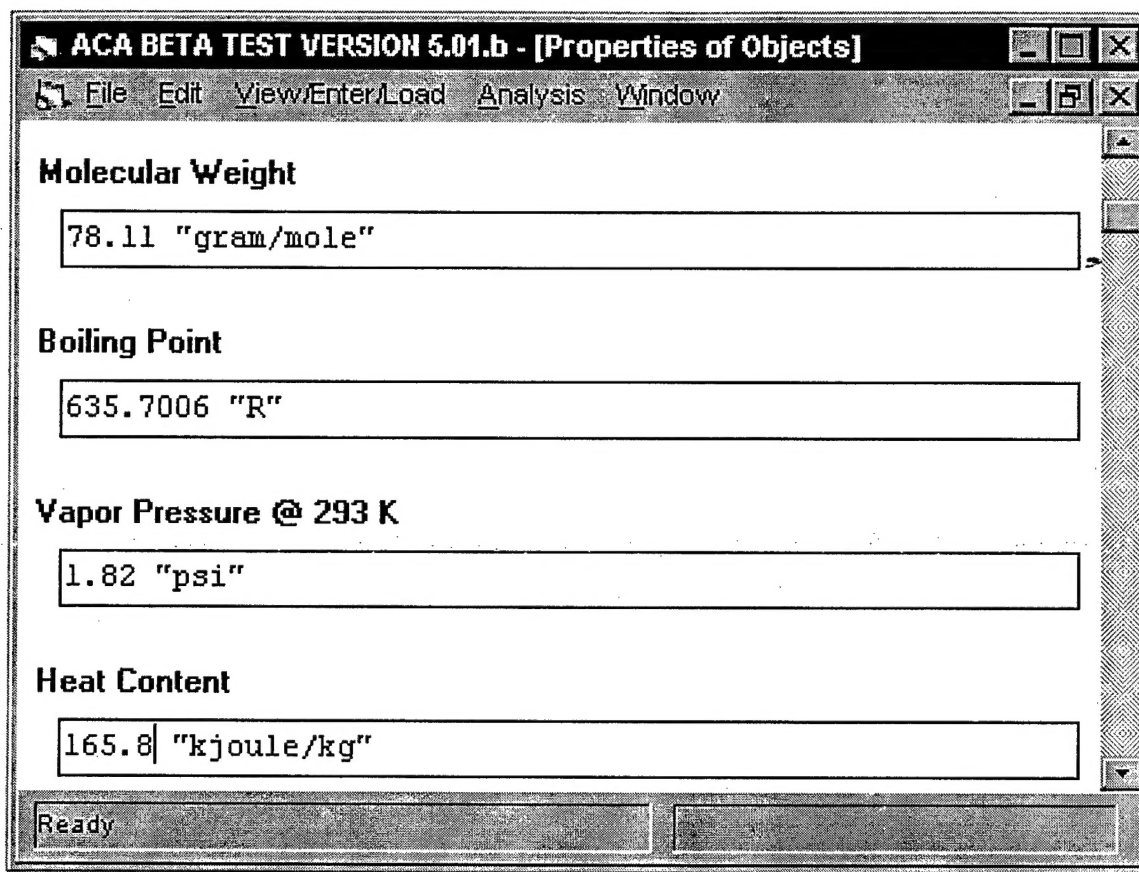 ACA BETA TEST VERSION 5.01.b - [Properties of Objects]
File Edit View/Enter/Load Analysis Window
Molecular Weight
78.11 "gram/mole"
Boiling Point
635.7006 "R"
Vapor Pressure @ 293 K
1.82 "psi"
Heat Content
165.8 "kjoule/kg"
Ready